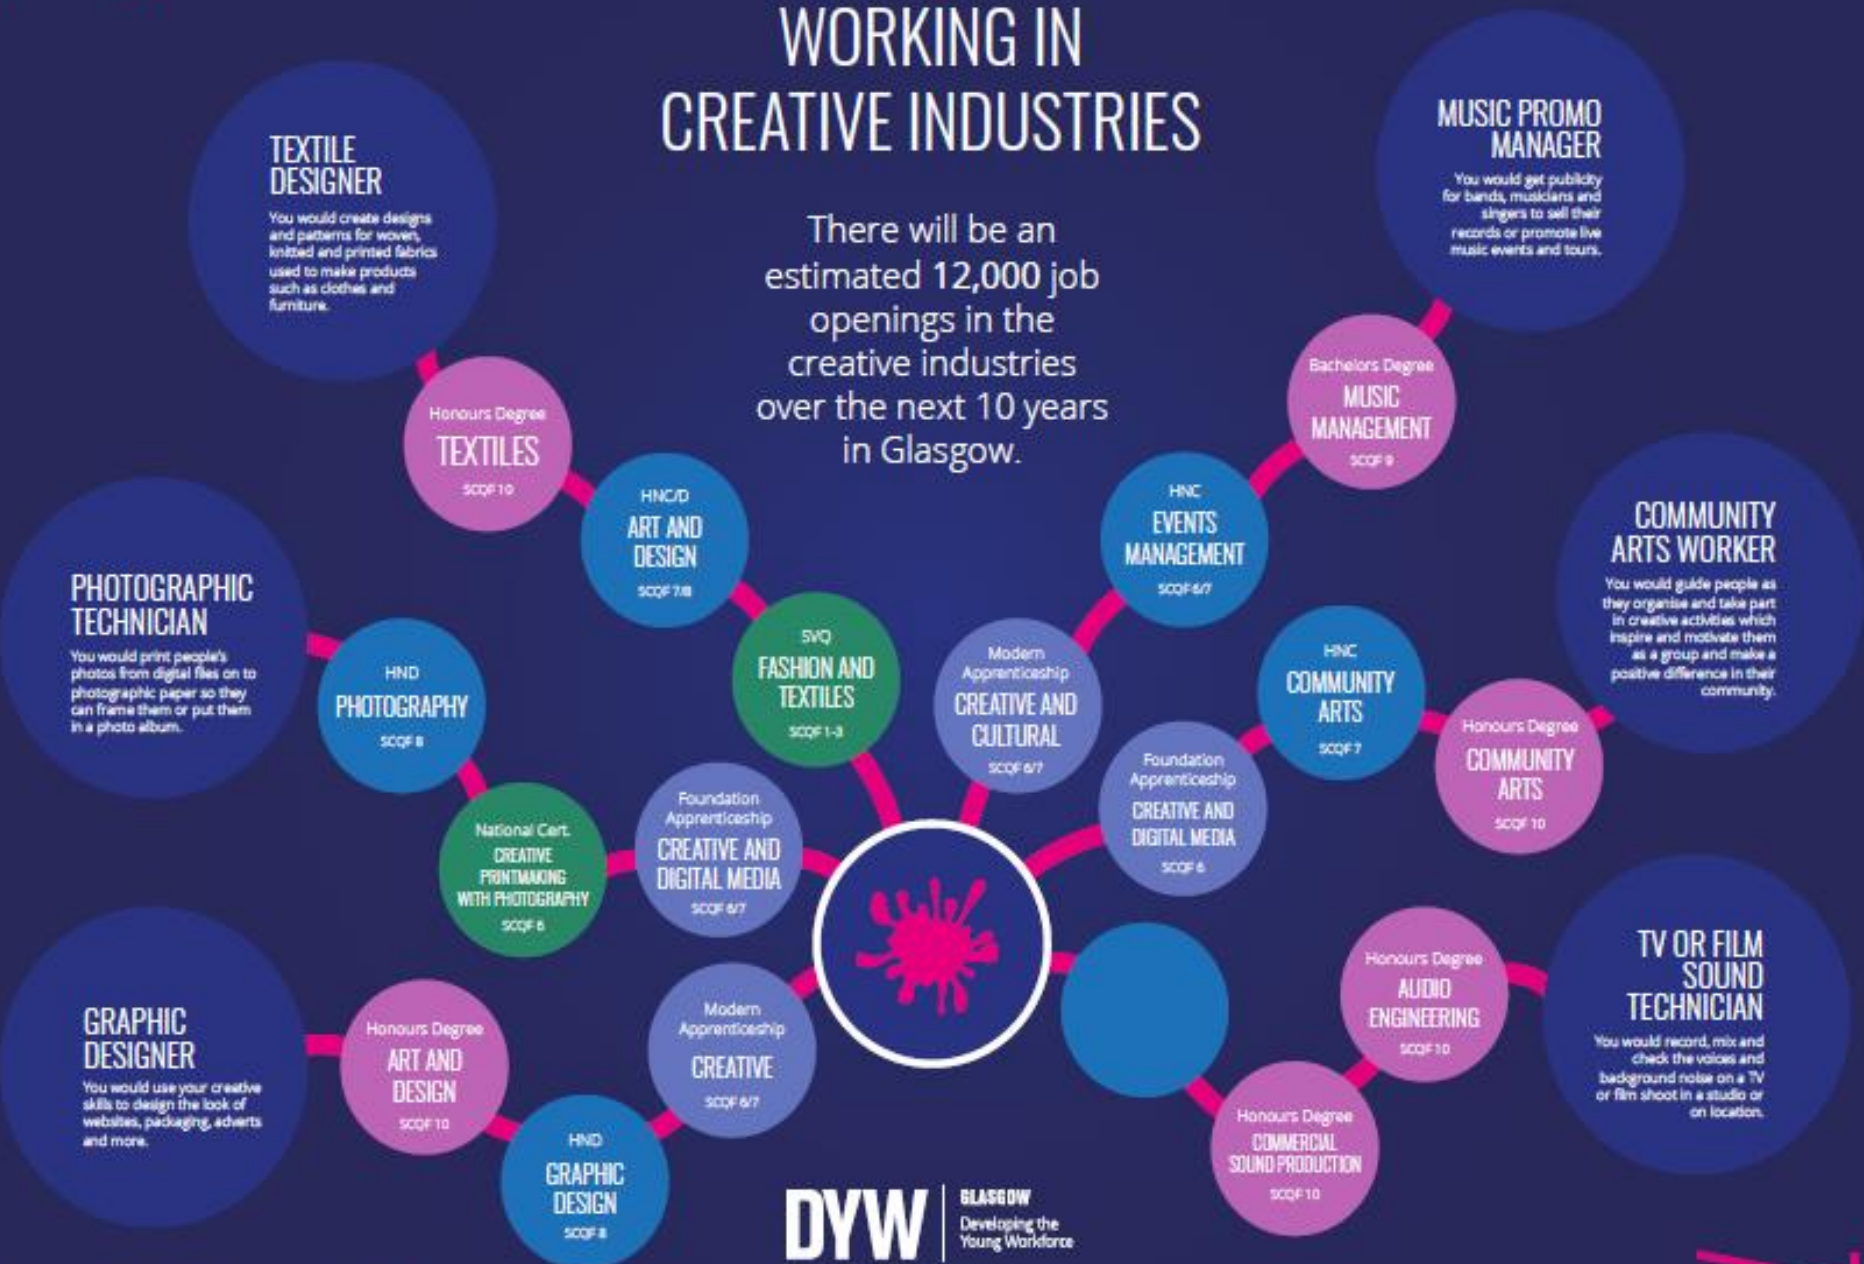 WORKING IN
CREATIVE INDUSTRIES
There will be an
estimated 12,000 job
openings in the
creative industries
over the next 10 years
in Glasgow.
TEXTILE
DESIGNER
You would create designs
and patterns for woven,
knitted and printed fabrics
used to make products
such as clothes and
furniture.
Honours Degree
TEXTILES
SCQF 10
HNC/D
ART AND
DESIGN
SCQF 7/8
SVQ
FASHION AND
TEXTILES
SCQF 1-3
PHOTOGRAPHIC
TECHNICIAN
You would print people's
photos from digital files on to
photographic paper so they
can frame them or put them
in a photo album.
HND
PHOTOGRAPHY
SCQF 8
National Cert.
CREATIVE
PRINTMAKING
WITH PHOTOGRAPHY
SCQF 6
Foundation
Apprenticeship
CREATIVE AND
DIGITAL MEDIA
SCQF 6/7
GRAPHIC
DESIGNER
You would use your creative
skills to design the look of
websites, packaging, adverts
and more.
Honours Degree
ART AND
DESIGN
SCQF 10
HND
GRAPHIC
DESIGN
SCQF 8
Modern
Apprenticeship
CREATIVE
SCQF 6/7
MUSIC PROMO
MANAGER
You would get publicity
for bands, musicians and
singers to sell their
records or promote live
music events and tours.
Bachelors Degree
MUSIC
MANAGEMENT
SCQF 9
HNC
EVENTS
MANAGEMENT
SCQF 6/7
Modern
Apprenticeship
CREATIVE AND
CULTURAL
SCQF 6/7
COMMUNITY
ARTS WORKER
You would guide people as
they organise and take part
in creative activities which
inspire and motivate them
as a group and make a
positive difference in their
community.
Honours Degree
COMMUNITY
ARTS
SCQF 10
HNC
COMMUNITY
ARTS
SCQF 7
Foundation
Apprenticeship
CREATIVE AND
DIGITAL MEDIA
SCQF 6
TV OR FILM
SOUND
TECHNICIAN
You would record, mix and
check the voices and
background noise on a TV
or film shoot in a studio or
on location.
Honours Degree
AUDIO
ENGINEERING
SCQF 10
Honours Degree
COMMERCIAL
SOUND PRODUCTION
SCQF 10
DYW
GLASGOW
Developing the
Young Workforce